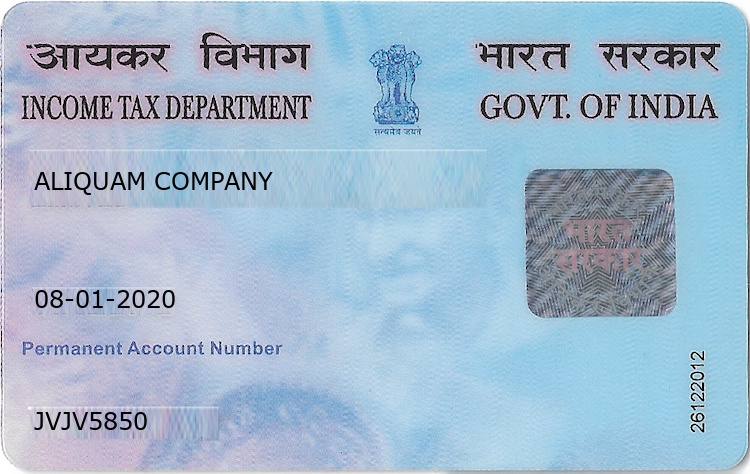 आयकर विभाग
भारत सरकार
INCOME TAX DEPARTMENT
GOVT. OF INDIA
सत्यमेव जयते
ALIQUAM COMPANY
भारत
सरकार
08-01-2020
Permanent Account Number
JVJV5850
26122012